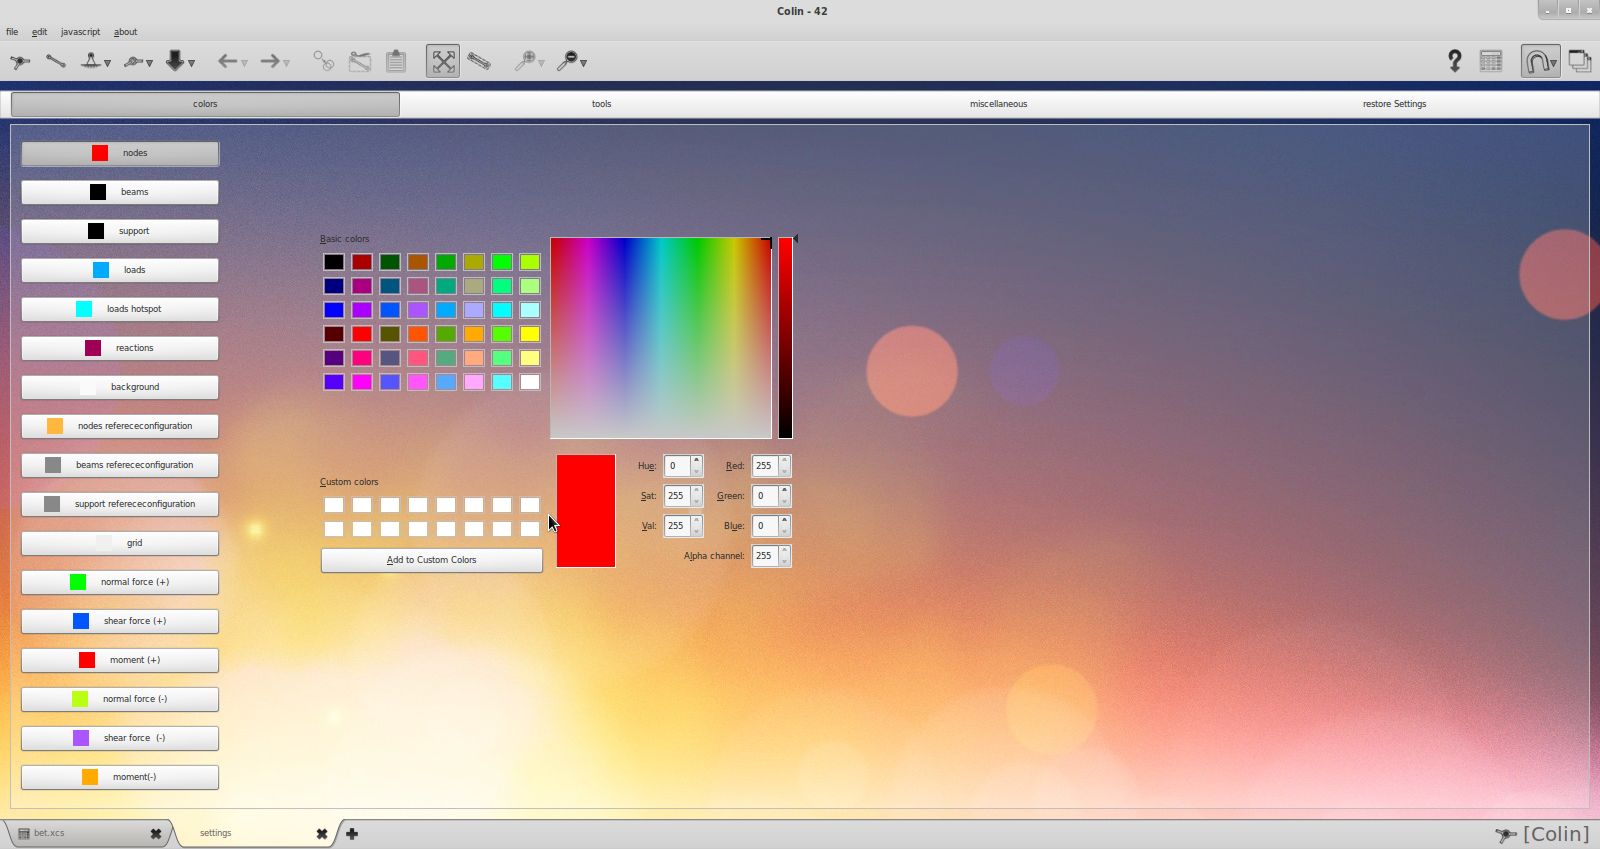 Colin - 42
file edit javascript about
colors tools miscellaneous restore Settings
nodes
beams
support
loads
loads hotspot
reactions
background
nodes referececonfiguration
beams referececonfiguration
support referececonfiguration
grid
normal force (+)
shear force (+)
moment (+)
normal force (-)
shear force (-)
moment(-)
Basic colors
Custom colors
Add to Custom Colors
Hue: 0 Red: 255
Sat: 255 Green: 0
Val: 255 Blue: 0
Alpha channel: 255
bet.xcs settings [Colin]